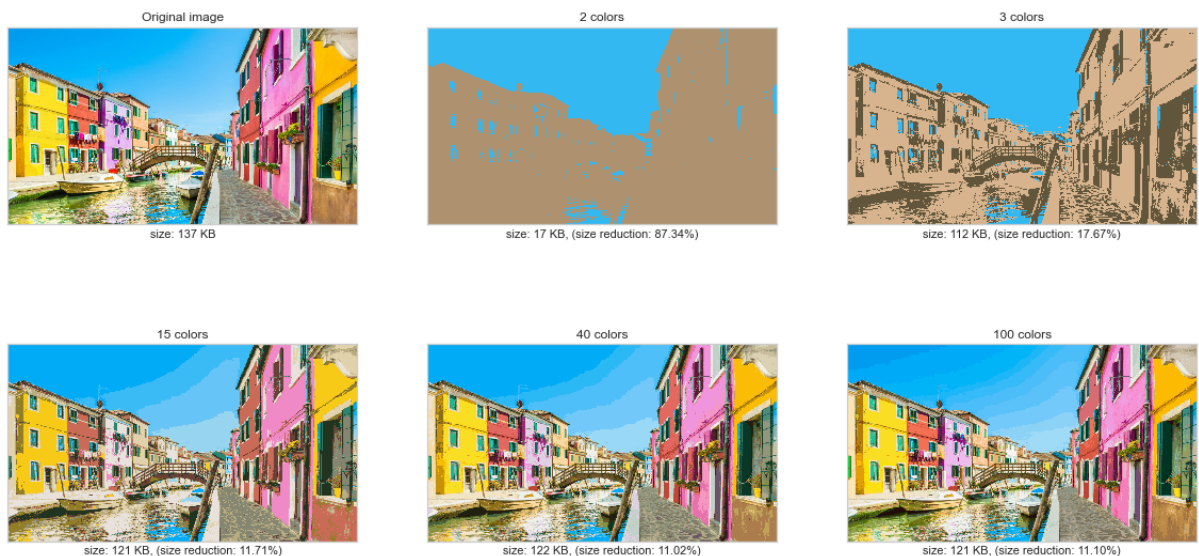 Original image
2 colors
3 colors
size: 137 KB
size: 17 KB, (size reduction: 87.34%)
size: 112 KB, (size reduction: 17.67%)
15 colors
40 colors
100 colors
size: 121 KB, (size reduction: 11.71%)
size: 122 KB, (size reduction: 11.02%)
size: 121 KB, (size reduction: 11.10%)